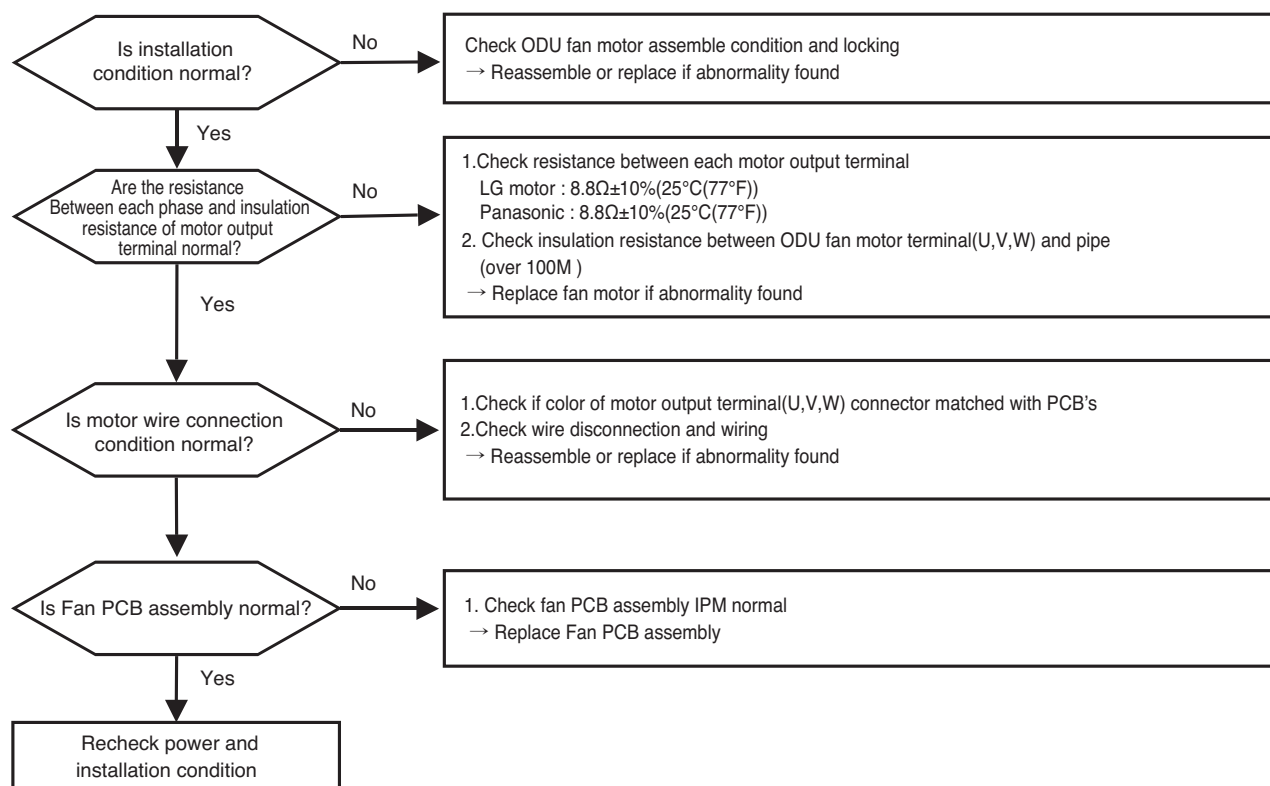 Is installation
condition normal?
No
Check ODU fan motor assemble condition and locking
→ Reassemble or replace if abnormality found
Yes
Are the resistance
Between each phase and insulation
resistance of motor output
terminal normal?
No
1.Check resistance between each motor output terminal
LG motor : 8.8Ω±10%(25°C(77°F))
Panasonic : 8.8Ω±10%(25°C(77°F))
2. Check insulation resistance between ODU fan motor terminal(U,V,W) and pipe
(over 100M )
→ Replace fan motor if abnormality found
Yes
Is motor wire connection
condition normal?
No
1.Check if color of motor output terminal(U,V,W) connector matched with PCB’s
2.Check wire disconnection and wiring
→ Reassemble or replace if abnormality found
Is Fan PCB assembly normal?
No
1. Check fan PCB assembly IPM normal
→ Replace Fan PCB assembly
Yes
Recheck power and
installation condition